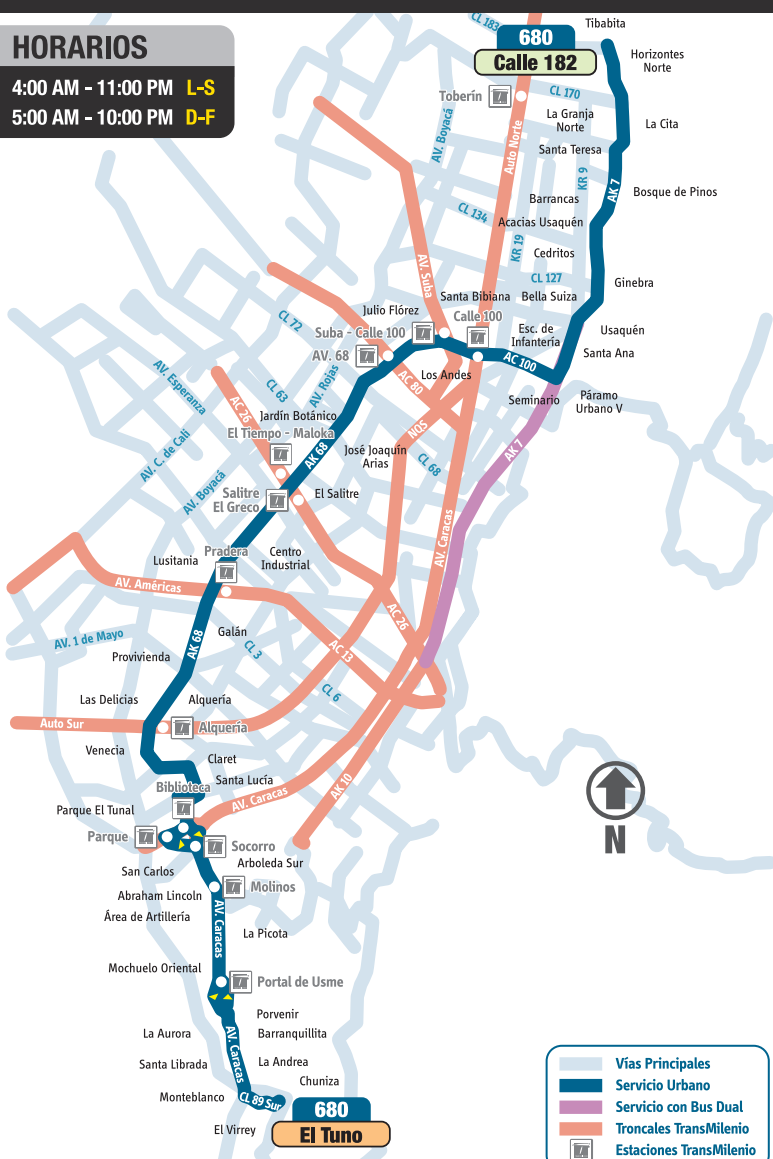 HORARIOS
4:00 AM - 11:00 PM L-S
5:00 AM - 10:00 PM D-F
CL 183
680
Calle 182
Tibabita
Horizontes
Norte
Toberín
CL 170
La Granja
Norte
La Cita
AV. Boyacá
Auto Norte
Santa Teresa
KR 9
AK 7
Bosque de Pinos
Barrancas
CL 134
Acacias Usaquén
KR 19
Cedritos
AV. Suba
CL 127
Ginebra
Santa Bibiana
Bella Suiza
Julio Flórez
Calle 100
CL 72
Suba - Calle 100
Esc. de
Infantería
Usaquén
Santa Ana
AV. 68
AC 100
Los Andes
AV. Esperanza
AC 26
CL 63
AV. Rojas
AC 80
Seminario
Páramo
Urbano V
Jardín Botánico
El Tiempo - Maloka
NQS
AK 7
AV. C. de Cali
AK 68
José Joaquín
Arias
CL 68
AV. Boyacá
Salitre
El Greco
El Salitre
AV. Caracas
Pradera
Lusitania
Centro
Industrial
AV. Américas
AC 26
AV. 1 de Mayo
AK 68
Galán
CL 3
AC 13
Provivienda
CL 6
Las Delicias
Alquería
Auto Sur
Alquería
Venecia
Claret
Santa Lucía
Biblioteca
AV. Caracas
AK 10
Parque El Tunal
N
Parque
Socorro
Arboleda Sur
San Carlos
Molinos
Abraham Lincoln
Área de Artillería
AV. Caracas
La Picota
Mochuelo Oriental
Portal de Usme
Porvenir
La Aurora
Barranquillita
AV. Caracas
Santa Librada
La Andrea
Chuniza
Monteblanco
CL 89 Sur
680
El Tuno
El Virrey
Vías Principales
Servicio Urbano
Servicio con Bus Dual
Troncales TransMilenio
Estaciones TransMilenio